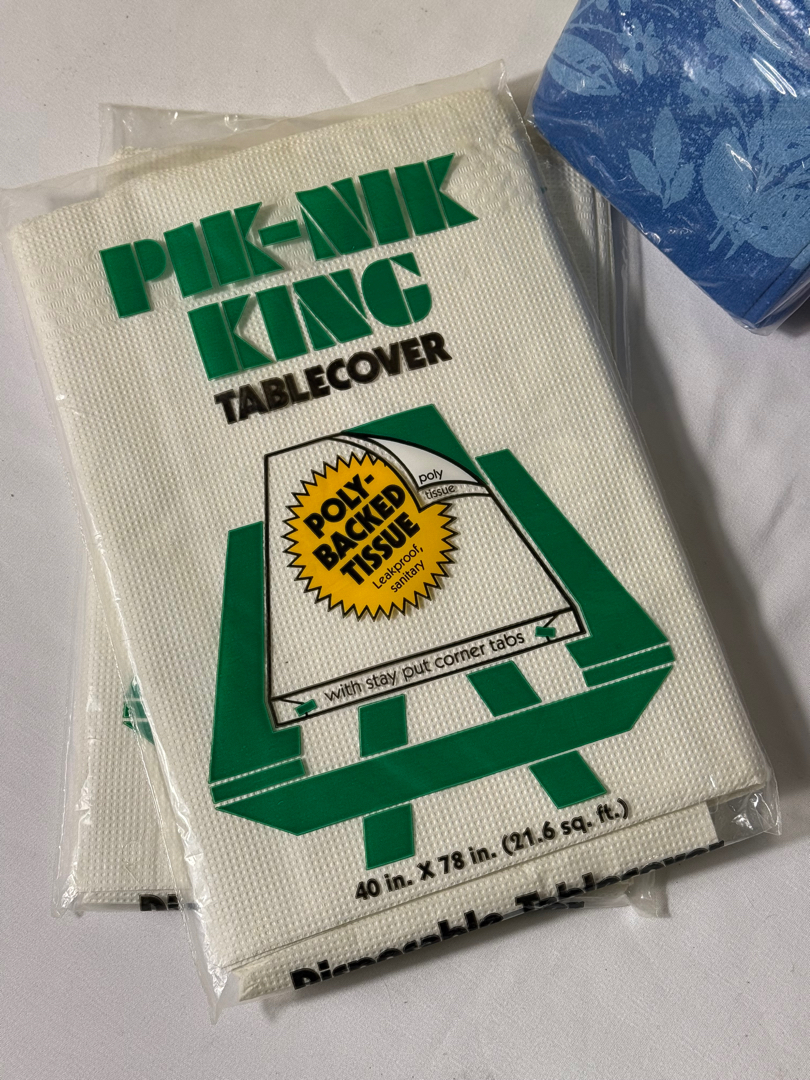 PIK-NIK
KING
TABLECOVER
poly
tissue
POLY-
BACKED
TISSUE
Leakproof,
sanitary
with stay put corner tabs
40 in. X 78 in. (21.6 sq. ft.)
Disposable Tablecover